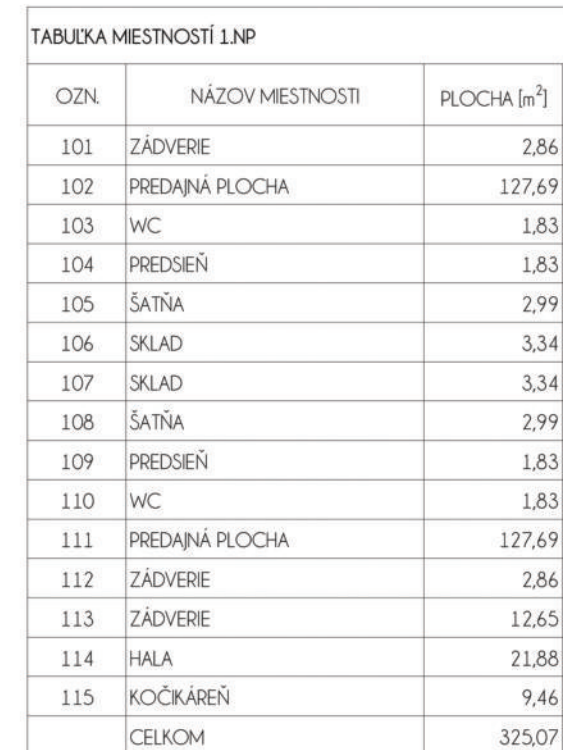 TABUĽKA MIESTNOSTÍ 1.NP
OZN. NÁZOV MIESTNOSTI PLOCHA [m²]
101 ZÁDVERIE 2,86
102 PREDAJNÁ PLOCHA 127,69
103 WC 1,83
104 PREDSIEŇ 1,83
105 ŠATŇA 2,99
106 SKLAD 3,34
107 SKLAD 3,34
108 ŠATŇA 2,99
109 PREDSIEŇ 1,83
110 WC 1,83
111 PREDAJNÁ PLOCHA 127,69
112 ZÁDVERIE 2,86
113 ZÁDVERIE 12,65
114 HALA 21,88
115 KOČIKÁREŇ 9,46
CELKOM 325,07